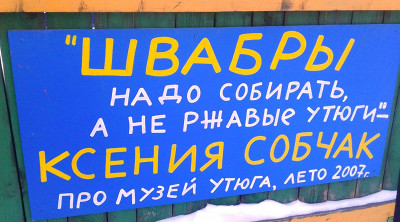 "ШВАБРЫ
НАДО СОБИРАТЬ,
А НЕ РЖАВЫЕ УТЮГИ"-
КСЕНИЯ СОБЧАК
ПРО МУЗЕЙ УТЮГА, ЛЕТО 2007г.